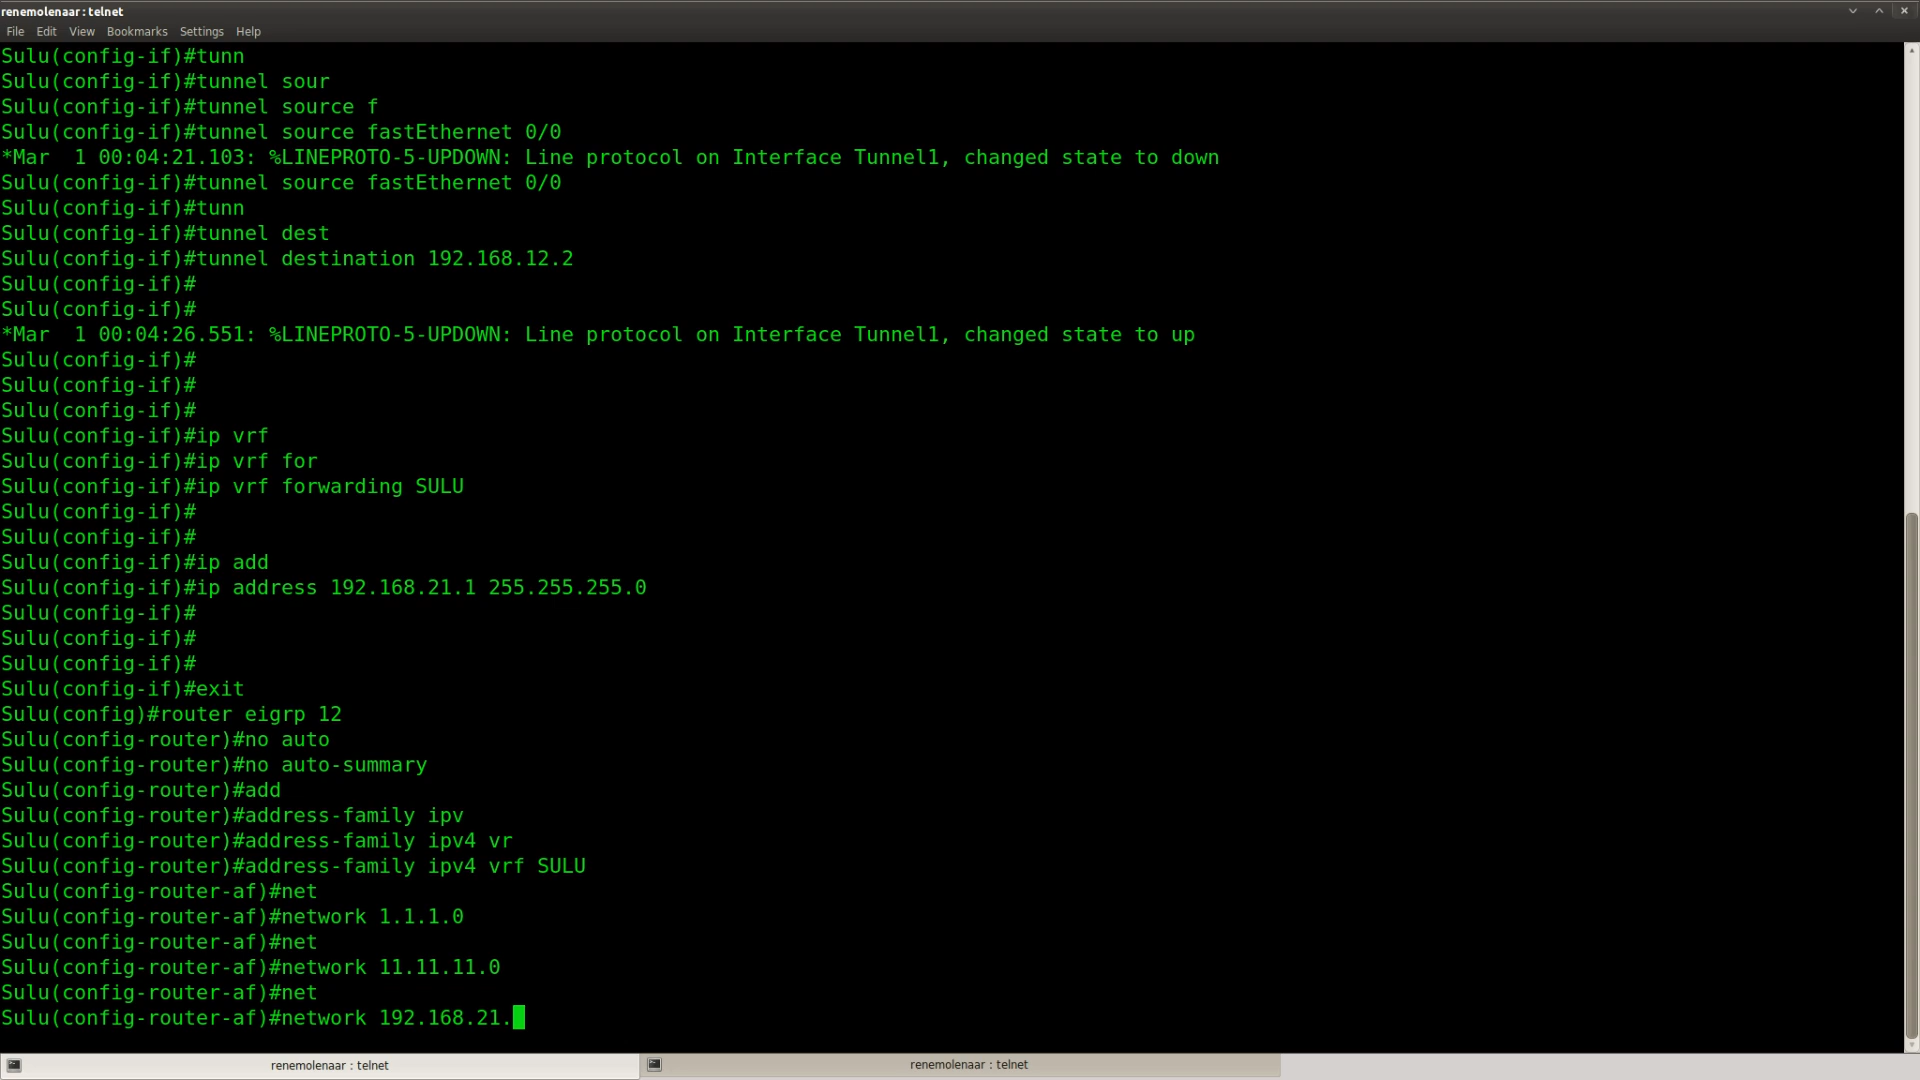 renemolenaar : telnet
File Edit View Bookmarks Settings Help
Sulu(config-if)#tunn
Sulu(config-if)#tunnel sour
Sulu(config-if)#tunnel source f
Sulu(config-if)#tunnel source fastEthernet 0/0
*Mar  1 00:04:21.103: %LINEPROTO-5-UPDOWN: Line protocol on Interface Tunnel1, changed state to down
Sulu(config-if)#tunnel source fastEthernet 0/0
Sulu(config-if)#tunn
Sulu(config-if)#tunnel dest
Sulu(config-if)#tunnel destination 192.168.12.2
Sulu(config-if)#
Sulu(config-if)#
*Mar  1 00:04:26.551: %LINEPROTO-5-UPDOWN: Line protocol on Interface Tunnel1, changed state to up
Sulu(config-if)#
Sulu(config-if)#
Sulu(config-if)#
Sulu(config-if)#ip vrf
Sulu(config-if)#ip vrf for
Sulu(config-if)#ip vrf forwarding SULU
Sulu(config-if)#
Sulu(config-if)#
Sulu(config-if)#ip add
Sulu(config-if)#ip address 192.168.21.1 255.255.255.0
Sulu(config-if)#
Sulu(config-if)#
Sulu(config-if)#
Sulu(config-if)#exit
Sulu(config)#router eigrp 12
Sulu(config-router)#no auto
Sulu(config-router)#no auto-summary
Sulu(config-router)#add
Sulu(config-router)#address-family ipv
Sulu(config-router)#address-family ipv4 vr
Sulu(config-router)#address-family ipv4 vrf SULU
Sulu(config-router-af)#net
Sulu(config-router-af)#network 1.1.1.0
Sulu(config-router-af)#net
Sulu(config-router-af)#network 11.11.11.0
Sulu(config-router-af)#net
Sulu(config-router-af)#network 192.168.21.
renemolenaar : telnet
renemolenaar : telnet